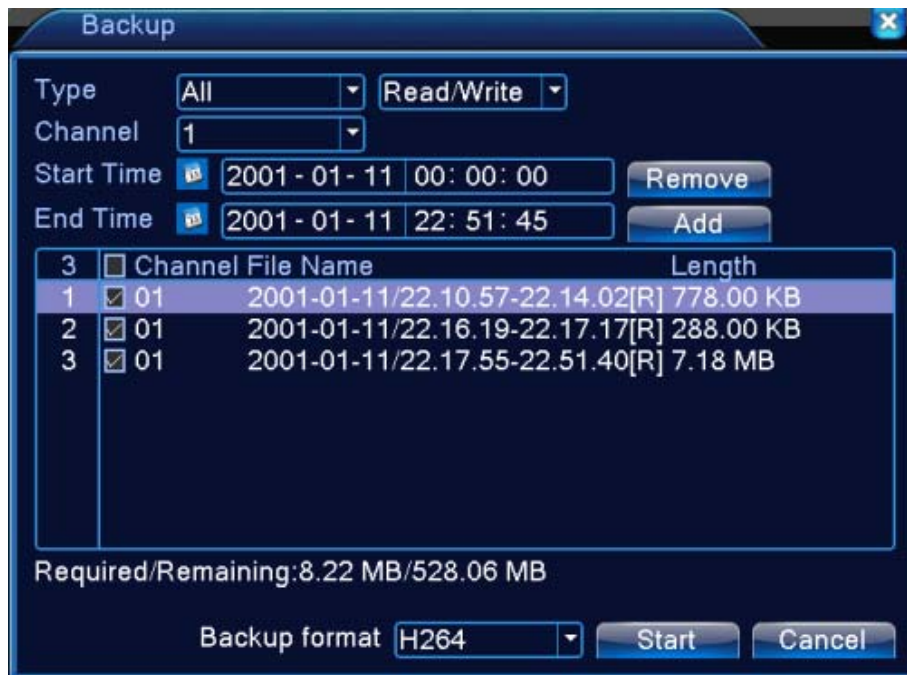 Backup
Type All Read/Write
Channel 1
Start Time 2001 - 01 - 11 00: 00: 00 Remove
End Time 2001 - 01 - 11 22: 51: 45 Add
3 Channel File Name Length
1 01 2001-01-11/22.10.57-22.14.02[R] 778.00 KB
2 01 2001-01-11/22.16.19-22.17.17[R] 288.00 KB
3 01 2001-01-11/22.17.55-22.51.40[R] 7.18 MB
Required/Remaining:8.22 MB/528.06 MB
Backup format H264 Start Cancel